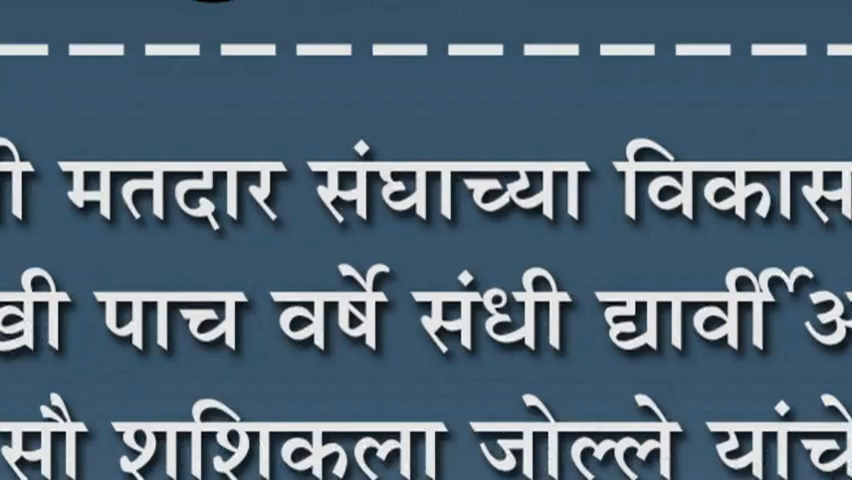 मतदार संघाच्या विकास
पाच वर्षे संधी द्यार्वी
सौ शशिकला जोल्ले यांचे